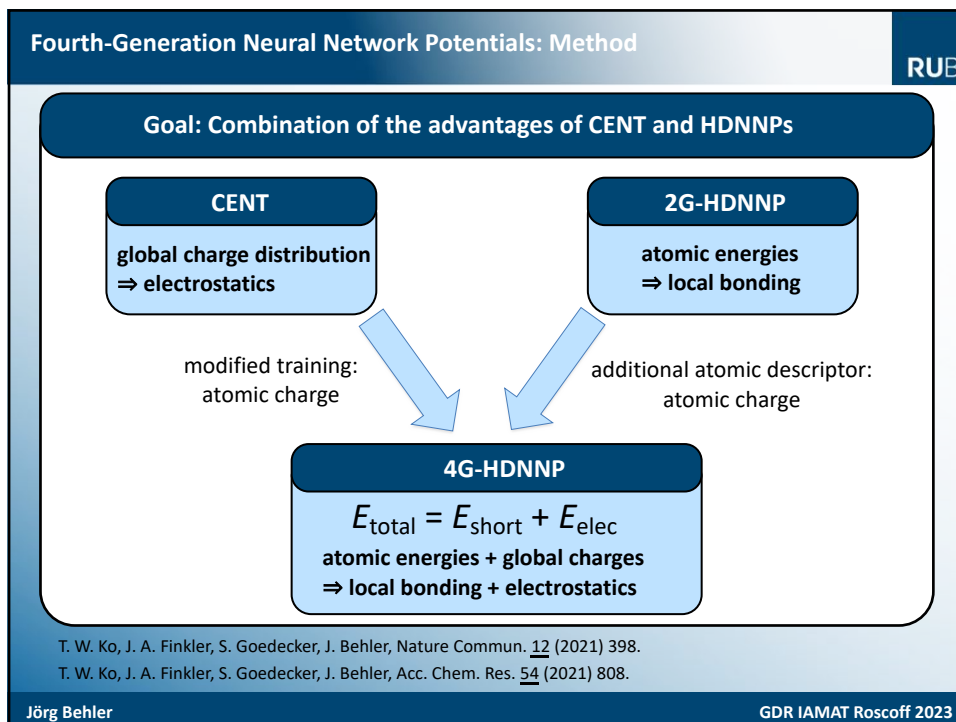 Fourth-Generation Neural Network Potentials: Method
RUB
Goal: Combination of the advantages of CENT and HDNNPs
CENT
global charge distribution
⇒ electrostatics
2G-HDNNP
atomic energies
⇒ local bonding
modified training:
atomic charge
additional atomic descriptor:
atomic charge
4G-HDNNP
E_total = E_short + E_elec
atomic energies + global charges
⇒ local bonding + electrostatics
T. W. Ko, J. A. Finkler, S. Goedecker, J. Behler, Nature Commun. 12 (2021) 398.
T. W. Ko, J. A. Finkler, S. Goedecker, J. Behler, Acc. Chem. Res. 54 (2021) 808.
Jörg Behler
GDR IAMAT Roscoff 2023